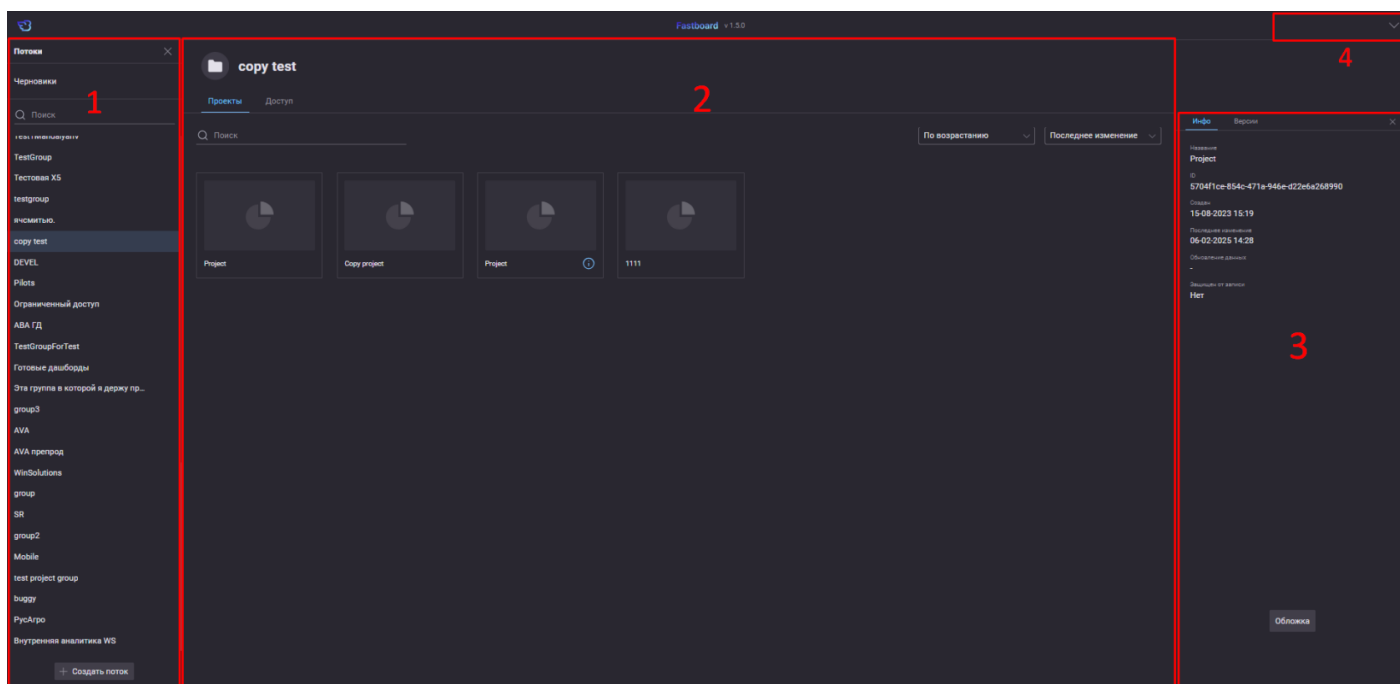 Fastboard v 1.5.0
4
Потоки
Черновики
1
Поиск
TestGroup
Тестовая X5
testgroup
ячсмитью.
copy test
DEVEL
Pilots
Ограниченный доступ
АВА ГД
TestGroupForTest
Готовые дашборды
Эта группа в которой я держу пр...
group3
AVA
AVA препрод
WinSolutions
group
SR
group2
Mobile
test project group
buggy
РусАгро
Внутренняя аналитика WS
+ Создать поток
copy test
Проекты Доступ
2
Поиск
По возрастанию Последнее изменение
Project
Copy project
Project
1111
Инфо Версии
Название
Project
ID
5704f1ce-854c-471a-946e-d22e6a268990
Создан
15-08-2023 15:19
Последнее изменение
06-02-2025 14:28
Обновление данных
-
Защищен от записи
Нет
3
Обложка